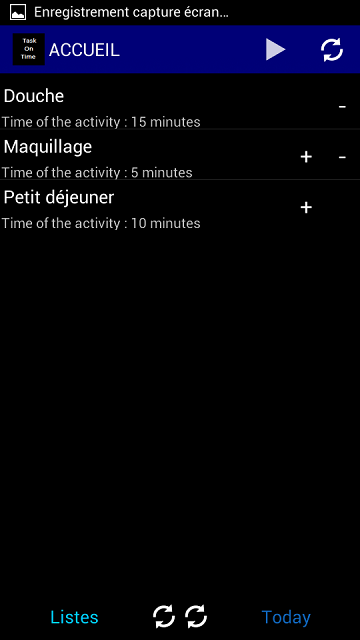 Enregistrement capture écran...
Task
On
Time
ACCUEIL
Douche
-
Time of the activity : 15 minutes
Maquillage
+ -
Time of the activity : 5 minutes
Petit déjeuner
+
Time of the activity : 10 minutes
Listes
Today